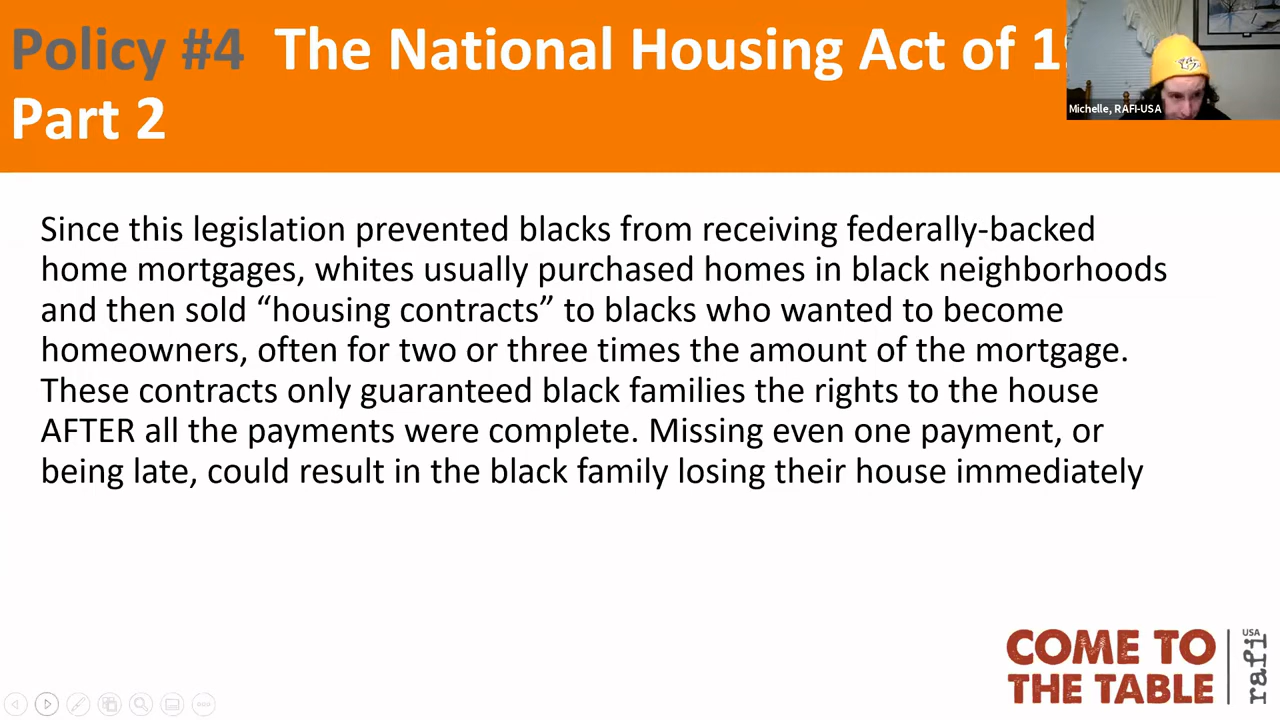 Policy #4 The National Housing Act of
Part 2
Michelle, RAFI-USA
Since this legislation prevented blacks from receiving federally-backed
home mortgages, whites usually purchased homes in black neighborhoods
and then sold “housing contracts” to blacks who wanted to become
homeowners, often for two or three times the amount of the mortgage.
These contracts only guaranteed black families the rights to the house
AFTER all the payments were complete. Missing even one payment, or
being late, could result in the black family losing their house immediately
COME TO
THE TABLE
rafi
USA